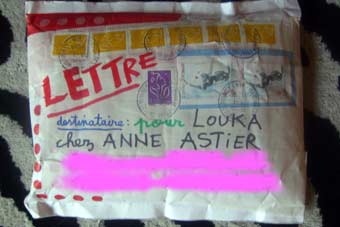 LETTRE
destinataire: pour LOUKA
chez ANNE ASTIER